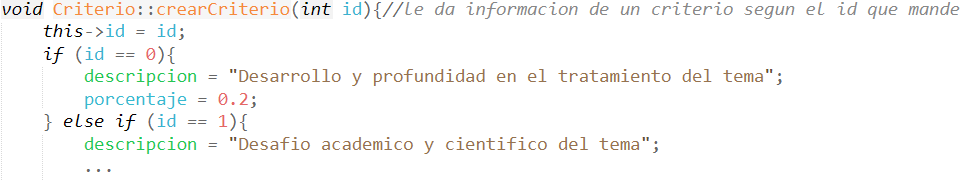 void Criterio::crearCriterio(int id){//le da informacion de un criterio segun el id que mande
this->id = id;
if (id == 0){
descripcion = "Desarrollo y profundidad en el tratamiento del tema";
porcentaje = 0.2;
} else if (id == 1){
descripcion = "Desafio academico y cientifico del tema";
...